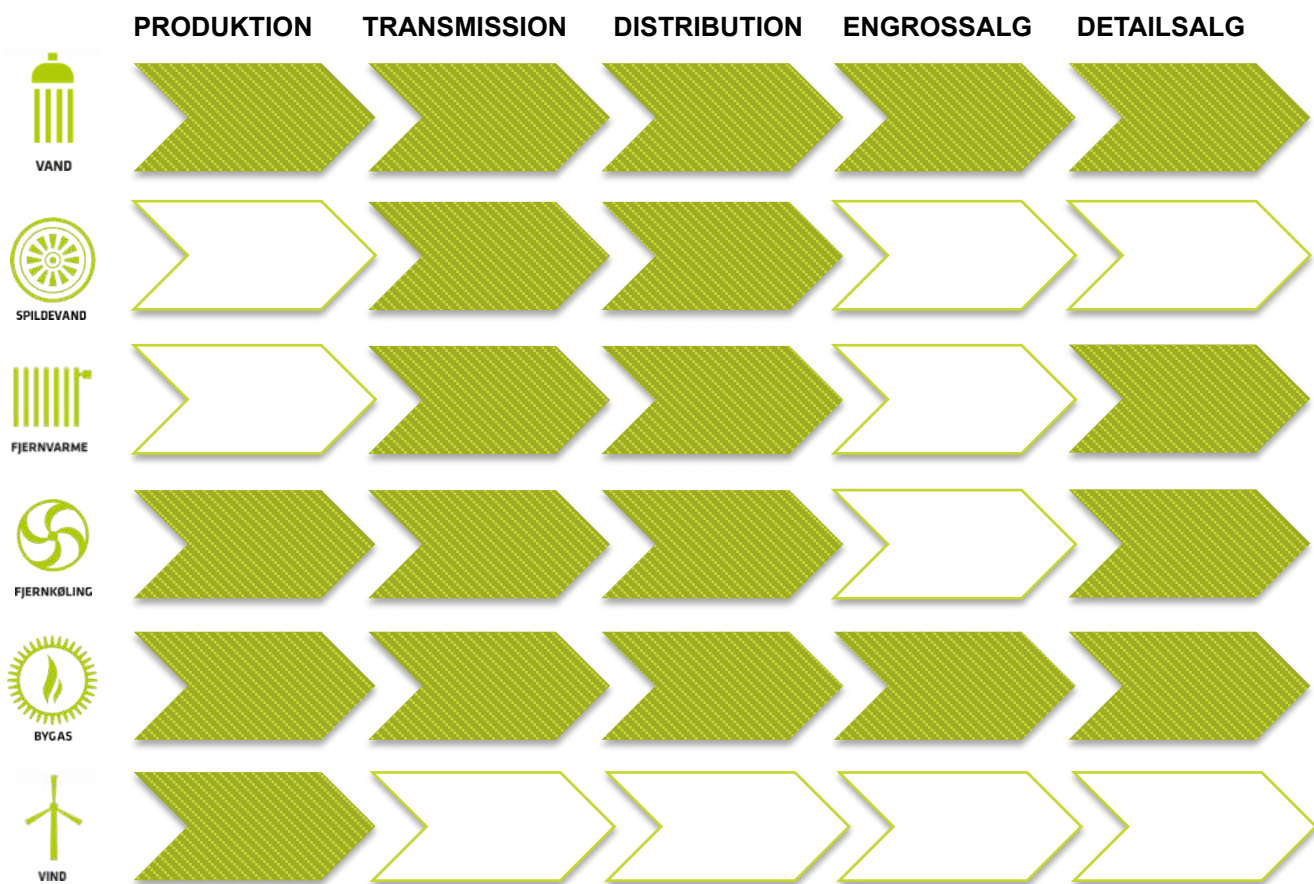 PRODUKTION TRANSMISSION DISTRIBUTION ENGROSSALG DETAILSALG
VAND
SPILDEVAND
FJERNVARME
FJERNKØLING
BYGAS
VIND